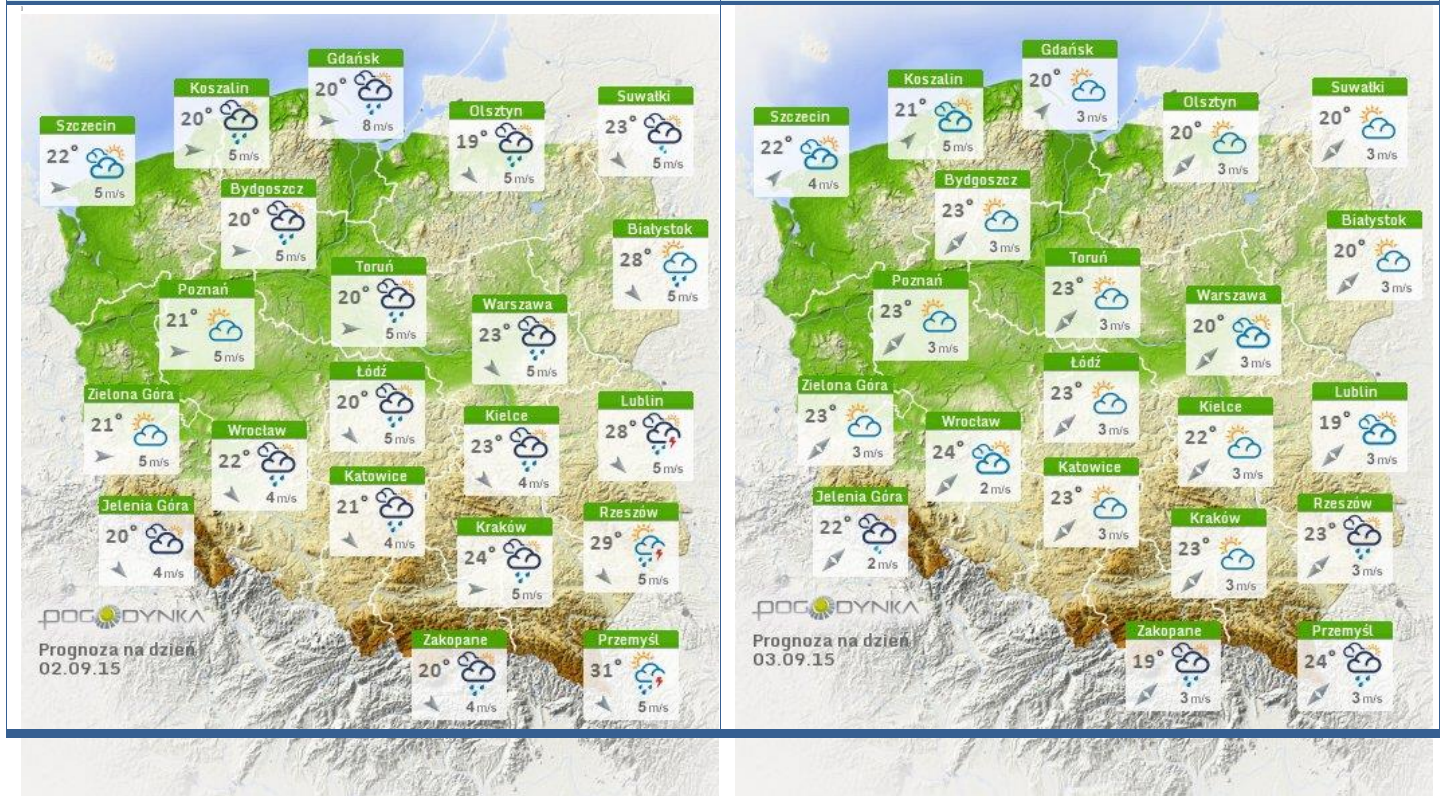 Gdańsk
20°
8 m/s
Koszalin
20°
5 m/s
Suwałki
23°
5 m/s
Olsztyn
19°
5 m/s
Szczecin
22°
5 m/s
Bydgoszcz
20°
5 m/s
Białystok
28°
5 m/s
Toruń
20°
5 m/s
Poznań
21°
5 m/s
Warszawa
23°
5 m/s
Łódź
20°
5 m/s
Zielona Góra
21°
5 m/s
Lublin
28°
5 m/s
Kielce
23°
4 m/s
Wrocław
22°
4 m/s
Katowice
21°
4 m/s
Jelenia Góra
20°
4 m/s
Rzeszów
29°
5 m/s
Kraków
24°
5 m/s
Zakopane
20°
4 m/s
Przemyśl
31°
5 m/s
POGODYNKA
Prognoza na dzień
02.09.15
Gdańsk
20°
3 m/s
Koszalin
21°
5 m/s
Suwałki
20°
3 m/s
Olsztyn
20°
3 m/s
Szczecin
22°
4 m/s
Bydgoszcz
23°
3 m/s
Białystok
20°
3 m/s
Toruń
23°
3 m/s
Poznań
23°
3 m/s
Warszawa
20°
3 m/s
Łódź
23°
3 m/s
Zielona Góra
23°
3 m/s
Lublin
19°
3 m/s
Kielce
22°
3 m/s
Wrocław
24°
2 m/s
Katowice
23°
3 m/s
Jelenia Góra
22°
2 m/s
Rzeszów
23°
3 m/s
Kraków
23°
3 m/s
Zakopane
19°
3 m/s
Przemyśl
24°
3 m/s
POGODYNKA
Prognoza na dzień
03.09.15